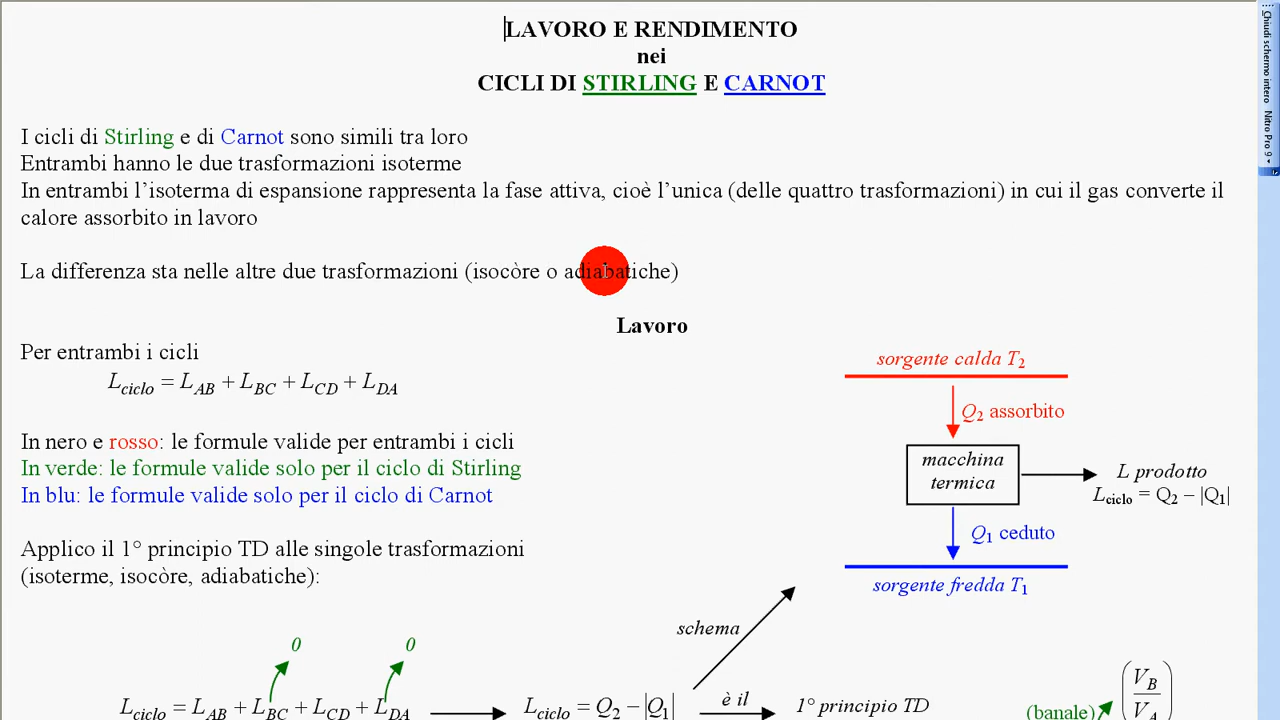 LAVORO E RENDIMENTO
nei
CICLI DI STIRLING E CARNOT
I cicli di Stirling e di Carnot sono simili tra loro
Entrambi hanno le due trasformazioni isoterme
In entrambi l’isoterma di espansione rappresenta la fase attiva, cioè l’unica (delle quattro trasformazioni) in cui il gas converte il
calore assorbito in lavoro
La differenza sta nelle altre due trasformazioni (isocòre o adiabatiche)
Lavoro
Per entrambi i cicli
L_ciclo = L_AB + L_BC + L_CD + L_DA
In nero e rosso: le formule valide per entrambi i cicli
In verde: le formule valide solo per il ciclo di Stirling
In blu: le formule valide solo per il ciclo di Carnot
Applico il 1° principio TD alle singole trasformazioni
(isoterme, isocòre, adiabatiche):
sorgente calda T2
Q2 assorbito
macchina
termica
L prodotto
L_ciclo = Q2 – |Q1|
Q1 ceduto
sorgente fredda T1
schema
0 0
L_ciclo = L_AB + L_BC + L_CD + L_DA
L_ciclo = Q2 – |Q1|
è il
1° principio TD
(banale)
V_B
V_A
Chiudi schermo intero Nitro Pro 9